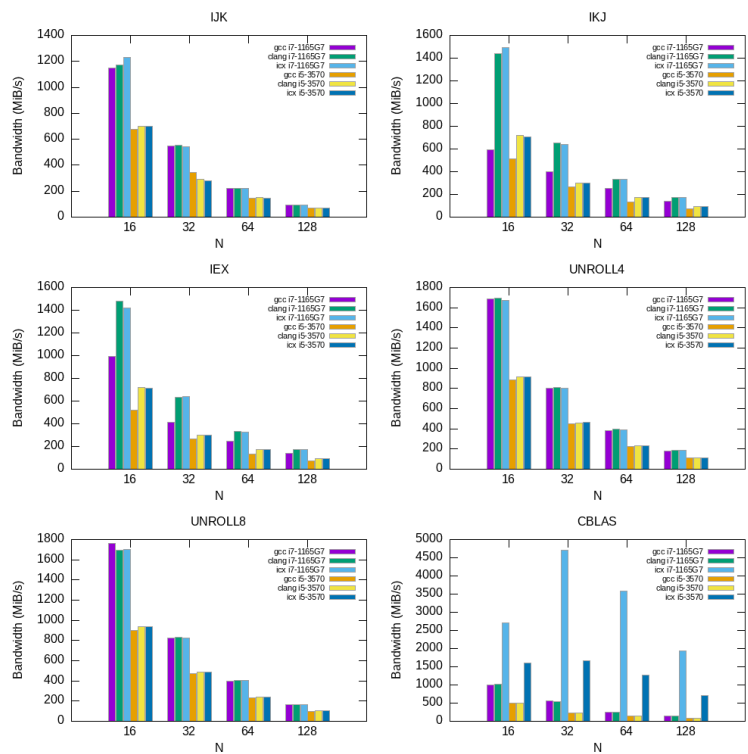 IJK
1400
1200
1000
800
600
400
200
0
Bandwidth (MiB/s)
gcc i7-1165G7
clang i7-1165G7
icx i7-1165G7
gcc i5-3570
clang i5-3570
icx i5-3570
16 32 64 128
N
IKJ
1600
1400
1200
1000
800
600
400
200
0
Bandwidth (MiB/s)
gcc i7-1165G7
clang i7-1165G7
icx i7-1165G7
gcc i5-3570
clang i5-3570
icx i5-3570
16 32 64 128
N
IEX
1600
1400
1200
1000
800
600
400
200
0
Bandwidth (MiB/s)
gcc i7-1165G7
clang i7-1165G7
icx i7-1165G7
gcc i5-3570
clang i5-3570
icx i5-3570
16 32 64 128
N
UNROLL4
1800
1600
1400
1200
1000
800
600
400
200
0
Bandwidth (MiB/s)
gcc i7-1165G7
clang i7-1165G7
icx i7-1165G7
gcc i5-3570
clang i5-3570
icx i5-3570
16 32 64 128
N
UNROLL8
1800
1600
1400
1200
1000
800
600
400
200
0
Bandwidth (MiB/s)
gcc i7-1165G7
clang i7-1165G7
icx i7-1165G7
gcc i5-3570
clang i5-3570
icx i5-3570
16 32 64 128
N
CBLAS
5000
4500
4000
3500
3000
2500
2000
1500
1000
500
0
Bandwidth (MiB/s)
gcc i7-1165G7
clang i7-1165G7
icx i7-1165G7
gcc i5-3570
clang i5-3570
icx i5-3570
16 32 64 128
N